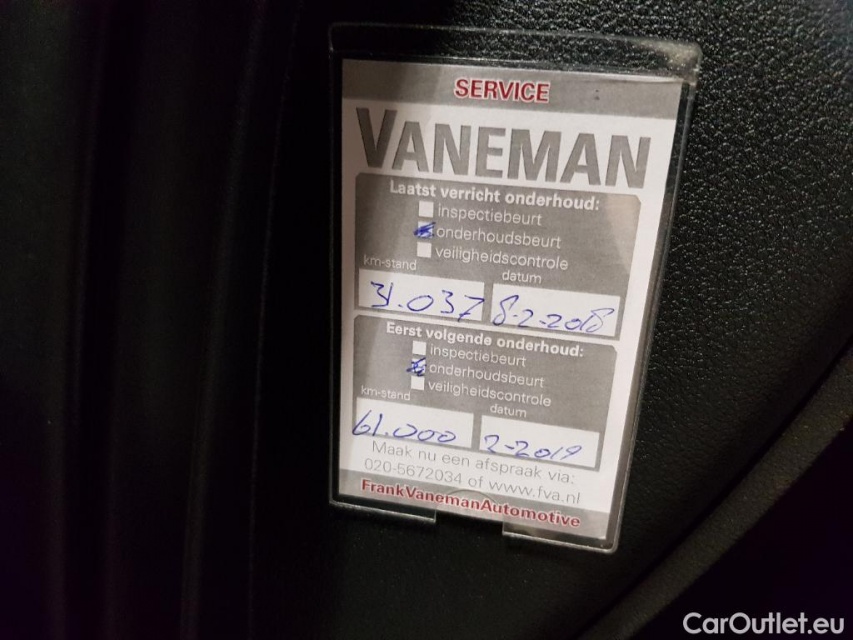 SERVICE
VANEMAN
Laatst verricht onderhoud:
inspectiebeurt
onderhoudsbeurt
veiligheidscontrole
km-stand datum
31.037 8-2-2018
Eerst volgende onderhoud:
inspectiebeurt
onderhoudsbeurt
veiligheidscontrole
km-stand datum
61.000 2-2019
Maak nu een afspraak via:
020-5672034 of www.fva.nl
FrankVanemanAutomotive
CarOutlet.eu